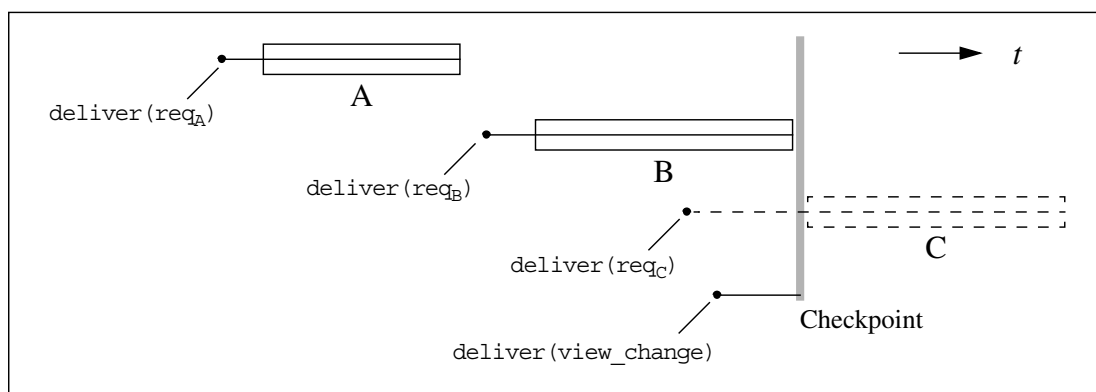 t
A
deliver(req_A)
B
deliver(req_B)
C
deliver(req_C)
Checkpoint
deliver(view_change)